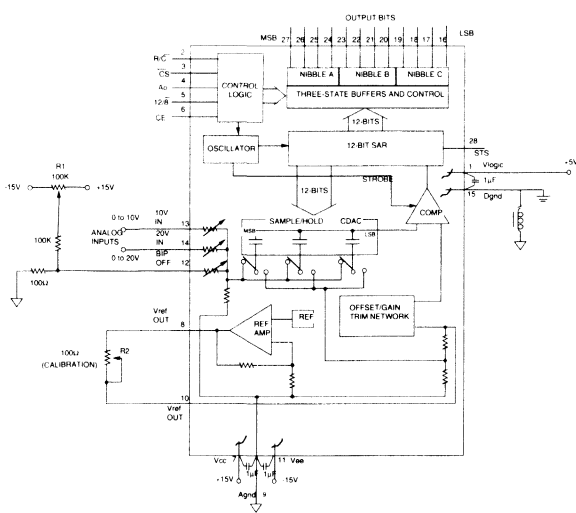 OUTPUT BITS
MSB
LSB
27 26 25 24 23 22 21 20 19 18 17 16
NIBBLE A
NIBBLE B
NIBBLE C
THREE-STATE BUFFERS AND CONTROL
R/C 2
CS 3
Ao 4
12/8 5
CE 6
CONTROL
LOGIC
12-BITS
OSCILLATOR
12-BIT SAR
28
STS
1 Vlogic
+5V
1µF
15 Dgnd
STROBE
COMP
12-BITS
R1
100K
-15V
+15V
100K
100Ω
0 to 10V
ANALOG
INPUTS
0 to 20V
10V
IN
13
20V
IN
14
BIP
OFF
12
SAMPLE/HOLD CDAC
MSB
LSB
OFFSET/GAIN
TRIM NETWORK
Vref
OUT
8
REF
AMP
REF
100Ω
(CALIBRATION)
R2
10
Vref
OUT
Vcc 7
1µF
1µF
11 Vee
+15V
-15V
Agnd 9